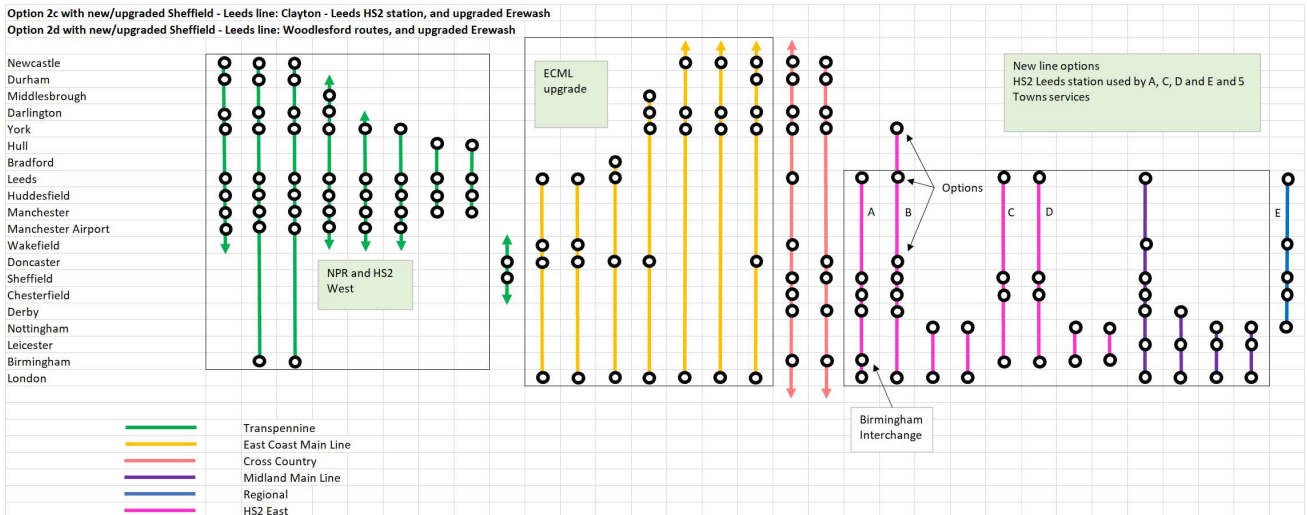 Option 2c with new/upgraded Sheffield - Leeds line: Clayton - Leeds HS2 station, and upgraded Erewash
Option 2d with new/upgraded Sheffield - Leeds line: Woodlesford routes, and upgraded Erewash
Newcastle
Durham
Middlesbrough
Darlington
York
Hull
Bradford
Leeds
Huddesfield
Manchester
Manchester Airport
Wakefield
Doncaster
Sheffield
Chesterfield
Derby
Nottingham
Leicester
Birmingham
London
NPR and HS2
West
ECML
upgrade
New line options
HS2 Leeds station used by A, C, D and E and 5
Towns services
Options
A
B
C
D
E
Birmingham
Interchange
Transpennine
East Coast Main Line
Cross Country
Midland Main Line
Regional
HS2 East